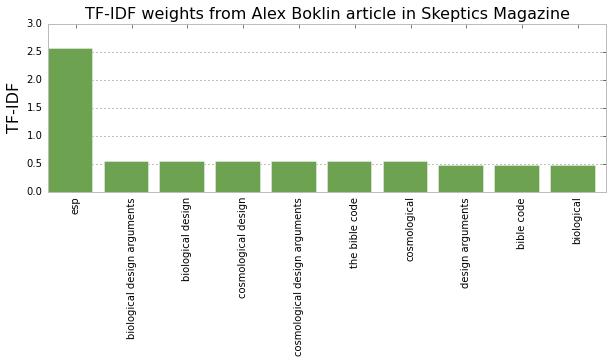 TF-IDF weights from Alex Boklin article in Skeptics Magazine
TF-IDF
3.0
2.5
2.0
1.5
1.0
0.5
0.0
esp
biological design arguments
biological design
cosmological design
cosmological design arguments
the bible code
cosmological
design arguments
bible code
biological